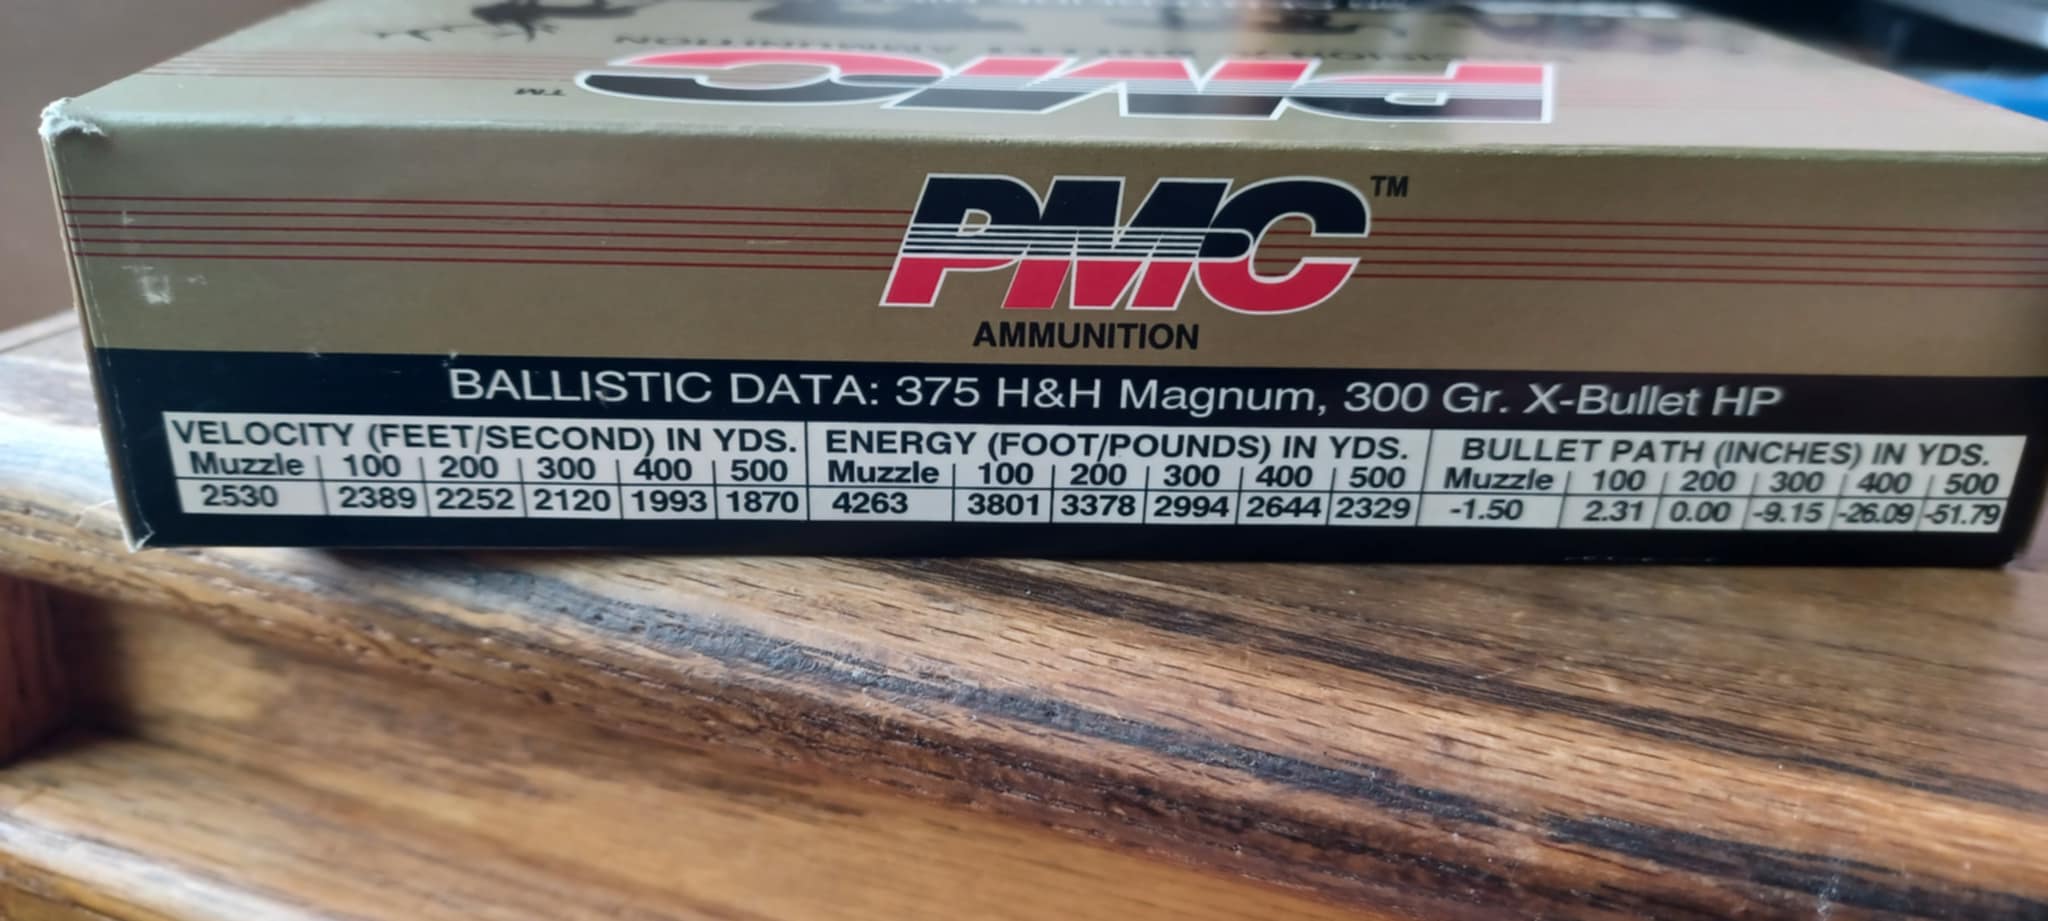 PMC TM
PMC™
AMMUNITION
BALLISTIC DATA: 375 H&H Magnum, 300 Gr. X-Bullet HP
VELOCITY (FEET/SECOND) IN YDS. ENERGY (FOOT/POUNDS) IN YDS. BULLET PATH (INCHES) IN YDS.
Muzzle 100 200 300 400 500 Muzzle 100 200 300 400 500 Muzzle 100 200 300 400 500
2530 2389 2252 2120 1993 1870 4263 3801 3378 2994 2644 2329 -1.50 2.31 0.00 -9.15 -26.09 -51.79